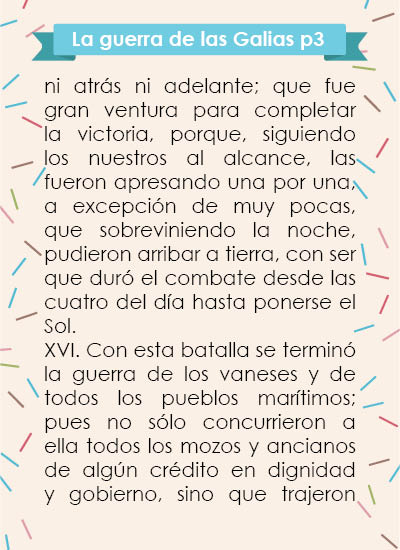 La guerra de las Galias p3
ni atrás ni adelante; que fue
gran ventura para completar
la victoria, porque, siguiendo
los nuestros al alcance, las
fueron apresando una por una,
a excepción de muy pocas,
que sobreviniendo la noche,
pudieron arribar a tierra, con ser
que duró el combate desde las
cuatro del día hasta ponerse el
Sol.
XVI. Con esta batalla se terminó
la guerra de los vaneses y de
todos los pueblos marítimos;
pues no sólo concurrieron a
ella todos los mozos y ancianos
de algún crédito en dignidad
y gobierno, sino que trajeron